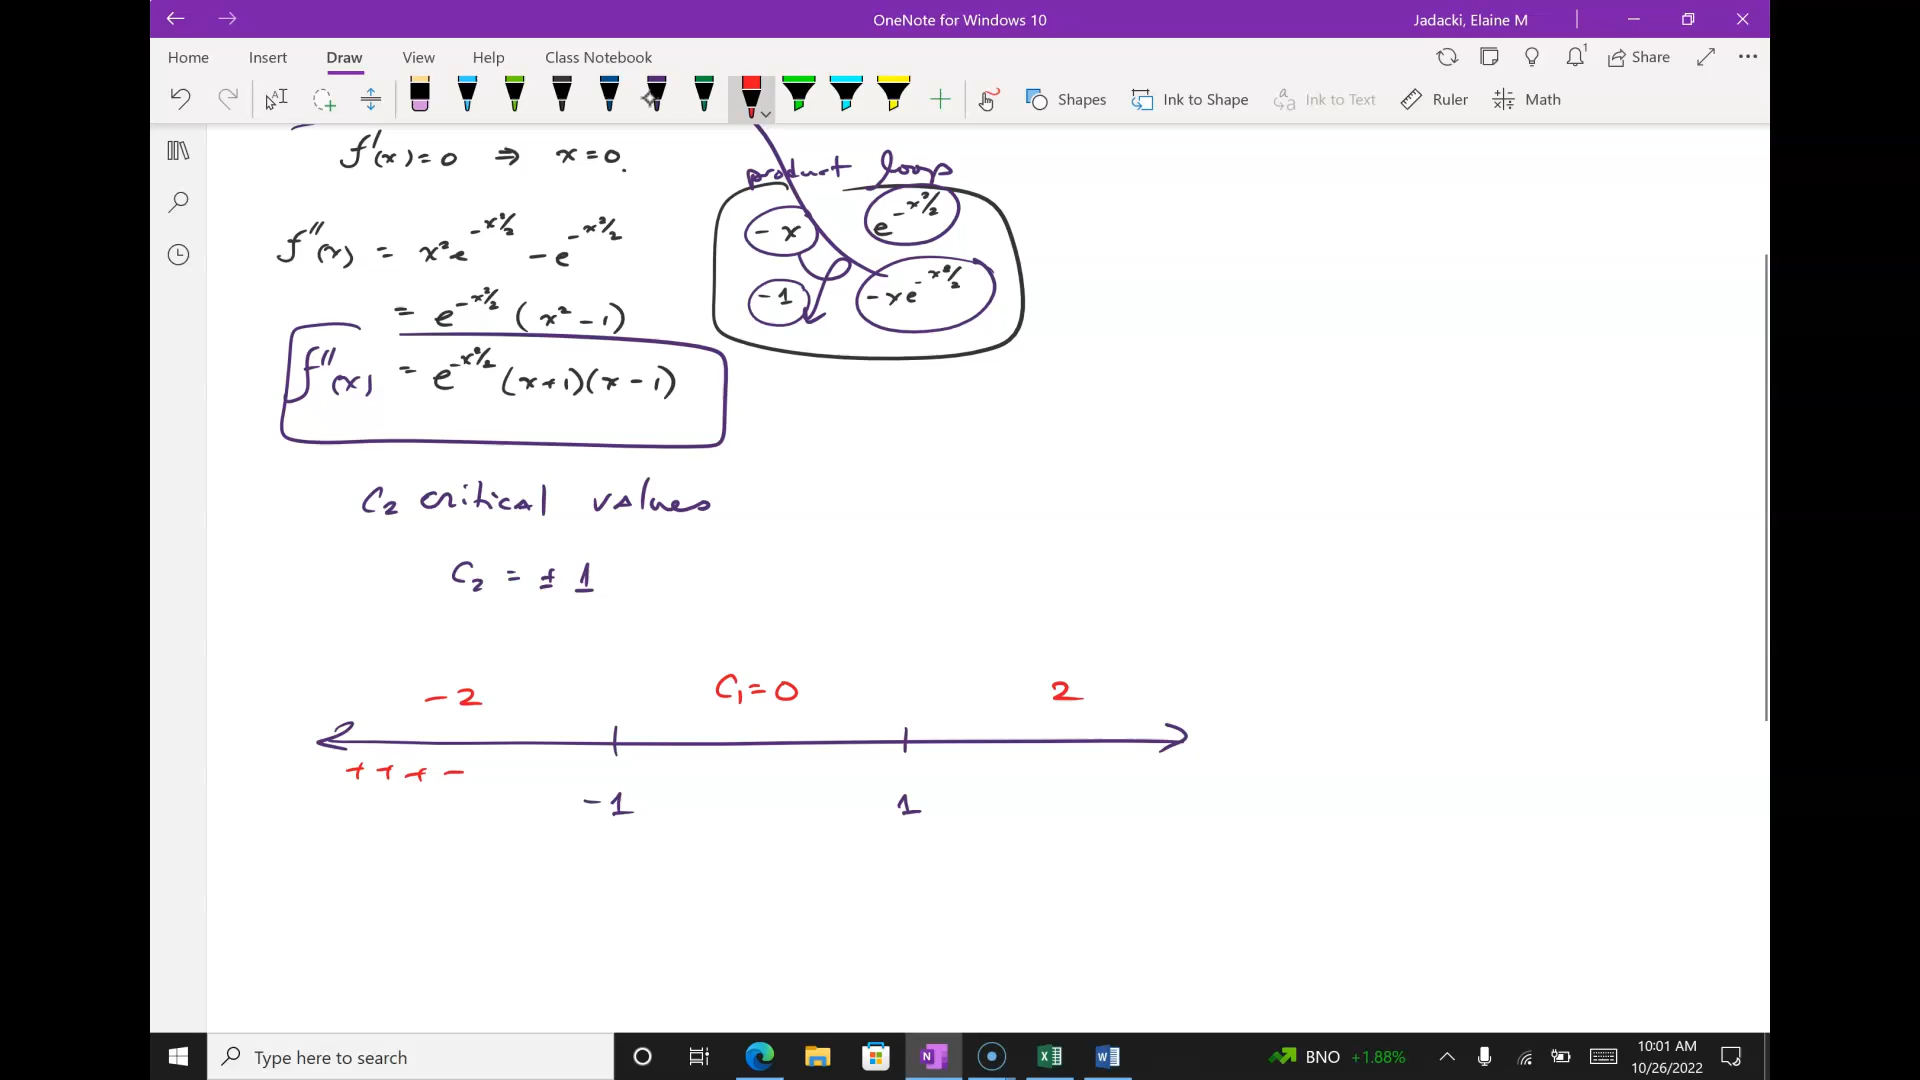 OneNote for Windows 10
Jadacki, Elaine M
Home Insert Draw View Help Class Notebook
Share
Shapes Ink to Shape Ink to Text Ruler Math
f'(x) = 0 ⇒ x = 0.
product loop
- x e^{-x²/2}
- 1 - x e^{-x²/2}
f''(x) = x² e^{-x²/2} - e^{-x²/2}
= e^{-x²/2} (x² - 1)
f''(x) = e^{-x²/2} (x + 1)(x - 1)
C₂ critical values
C₂ = ± 1
- 2 C₁ = 0 2
+ + + -
- 1 1
Type here to search
BNO +1.88%
10:01 AM
10/26/2022